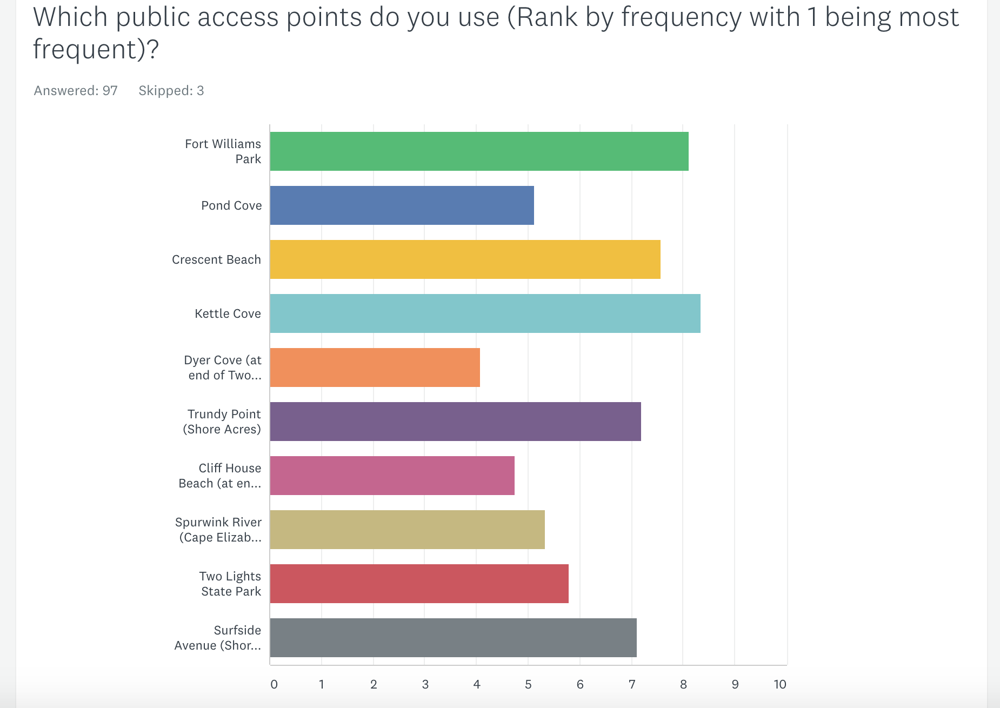 Which public access points do you use (Rank by frequency with 1 being most
frequent)?
Answered: 97 Skipped: 3
Fort Williams
Park
Pond Cove
Crescent Beach
Kettle Cove
Dyer Cove (at
end of Two...
Trundy Point
(Shore Acres)
Cliff House
Beach (at en...
Spurwink River
(Cape Elizab...
Two Lights
State Park
Surfside
Avenue (Shor...
0 1 2 3 4 5 6 7 8 9 10